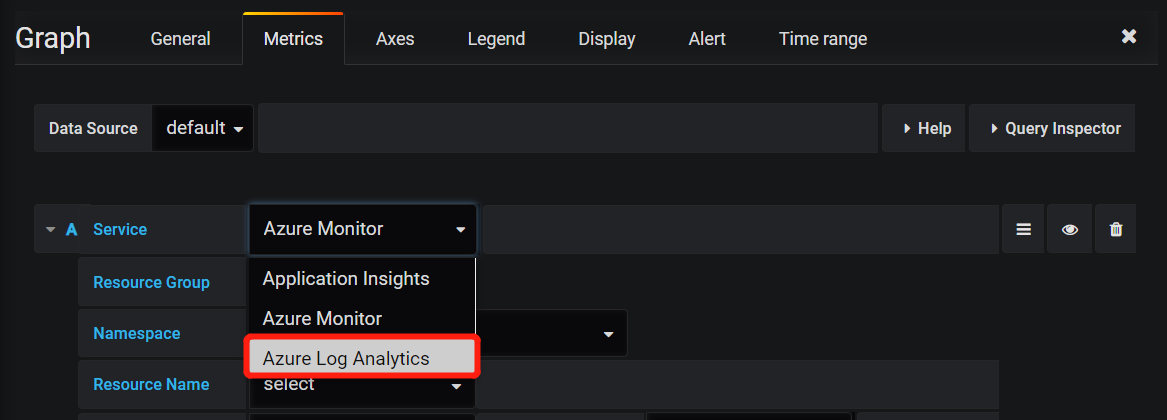 Graph General Metrics Axes Legend Display Alert Time range
Data Source default Help Query Inspector
A Service Azure Monitor
Resource Group Application Insights
Namespace Azure Monitor
Azure Log Analytics
Resource Name select